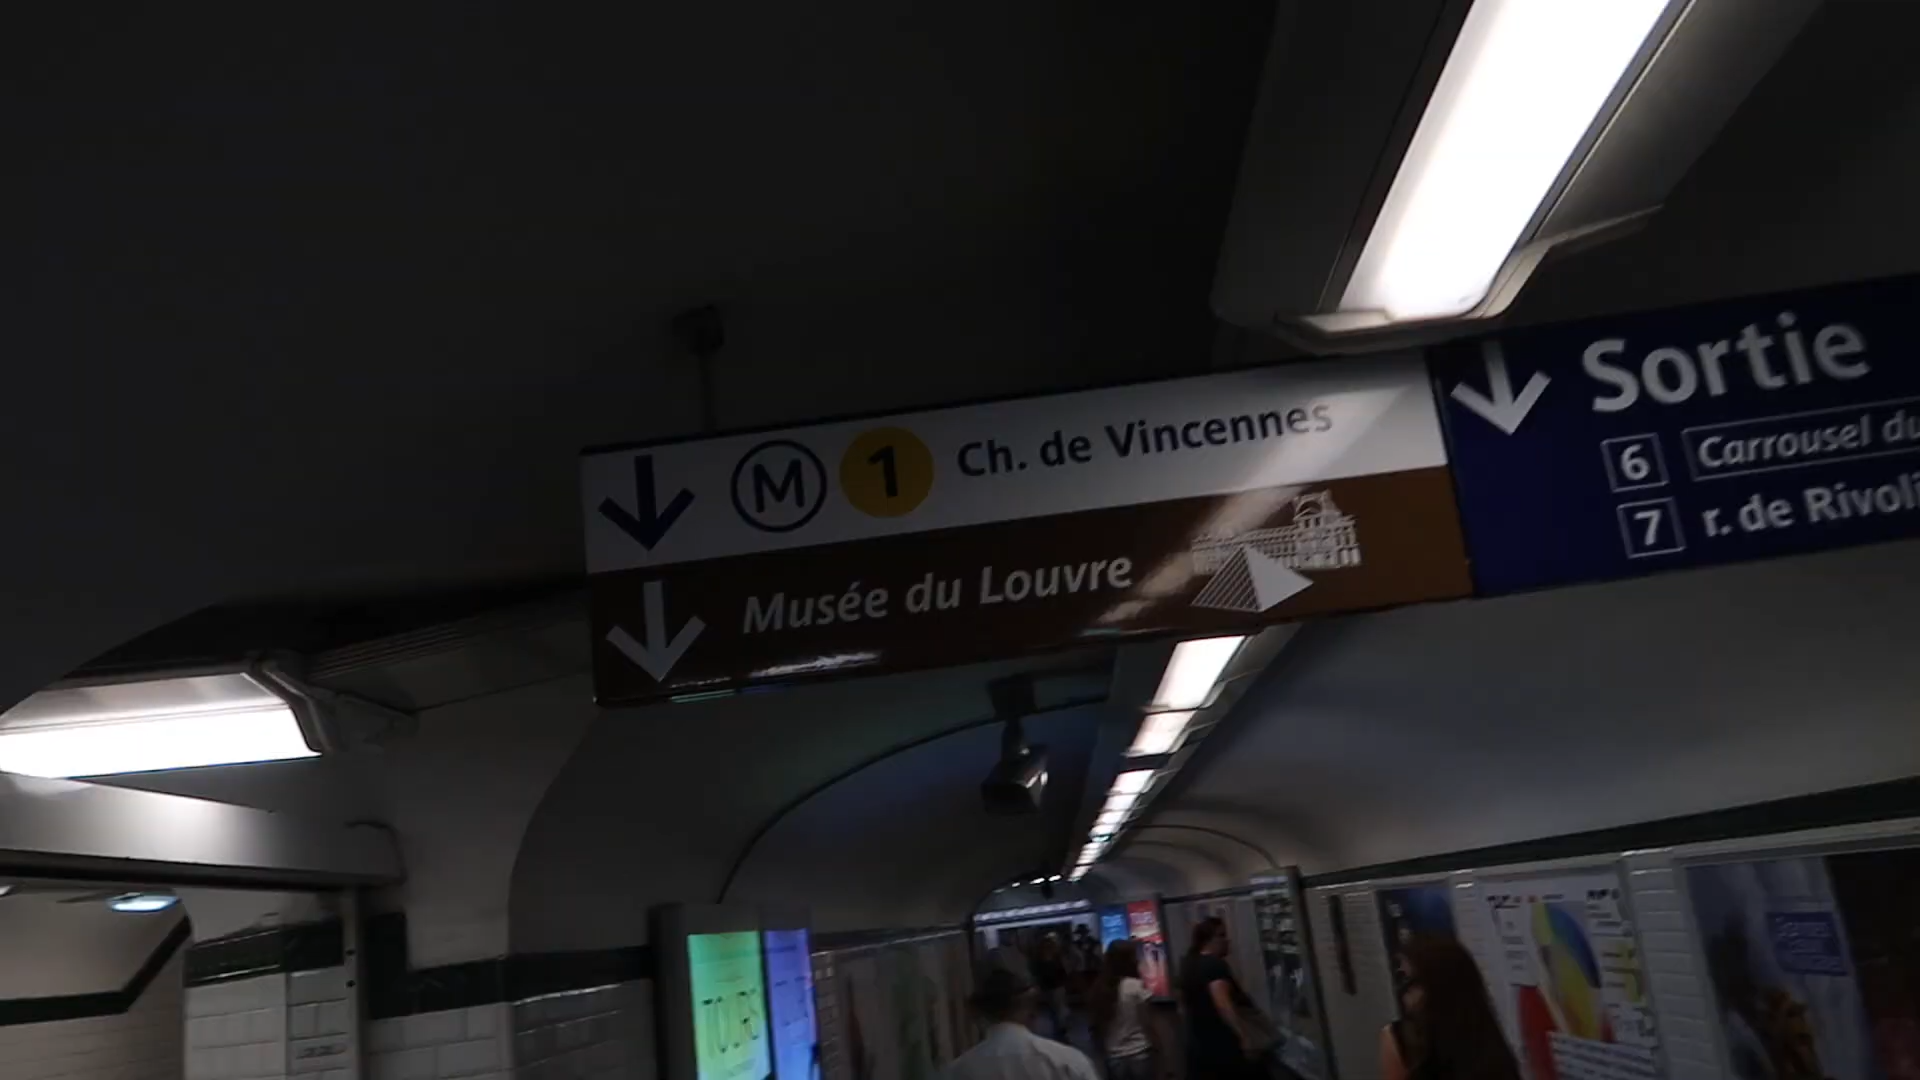 M 1 Ch. de Vincennes
Musée du Louvre
Sortie
6 Carrousel du
7 r. de Rivoli